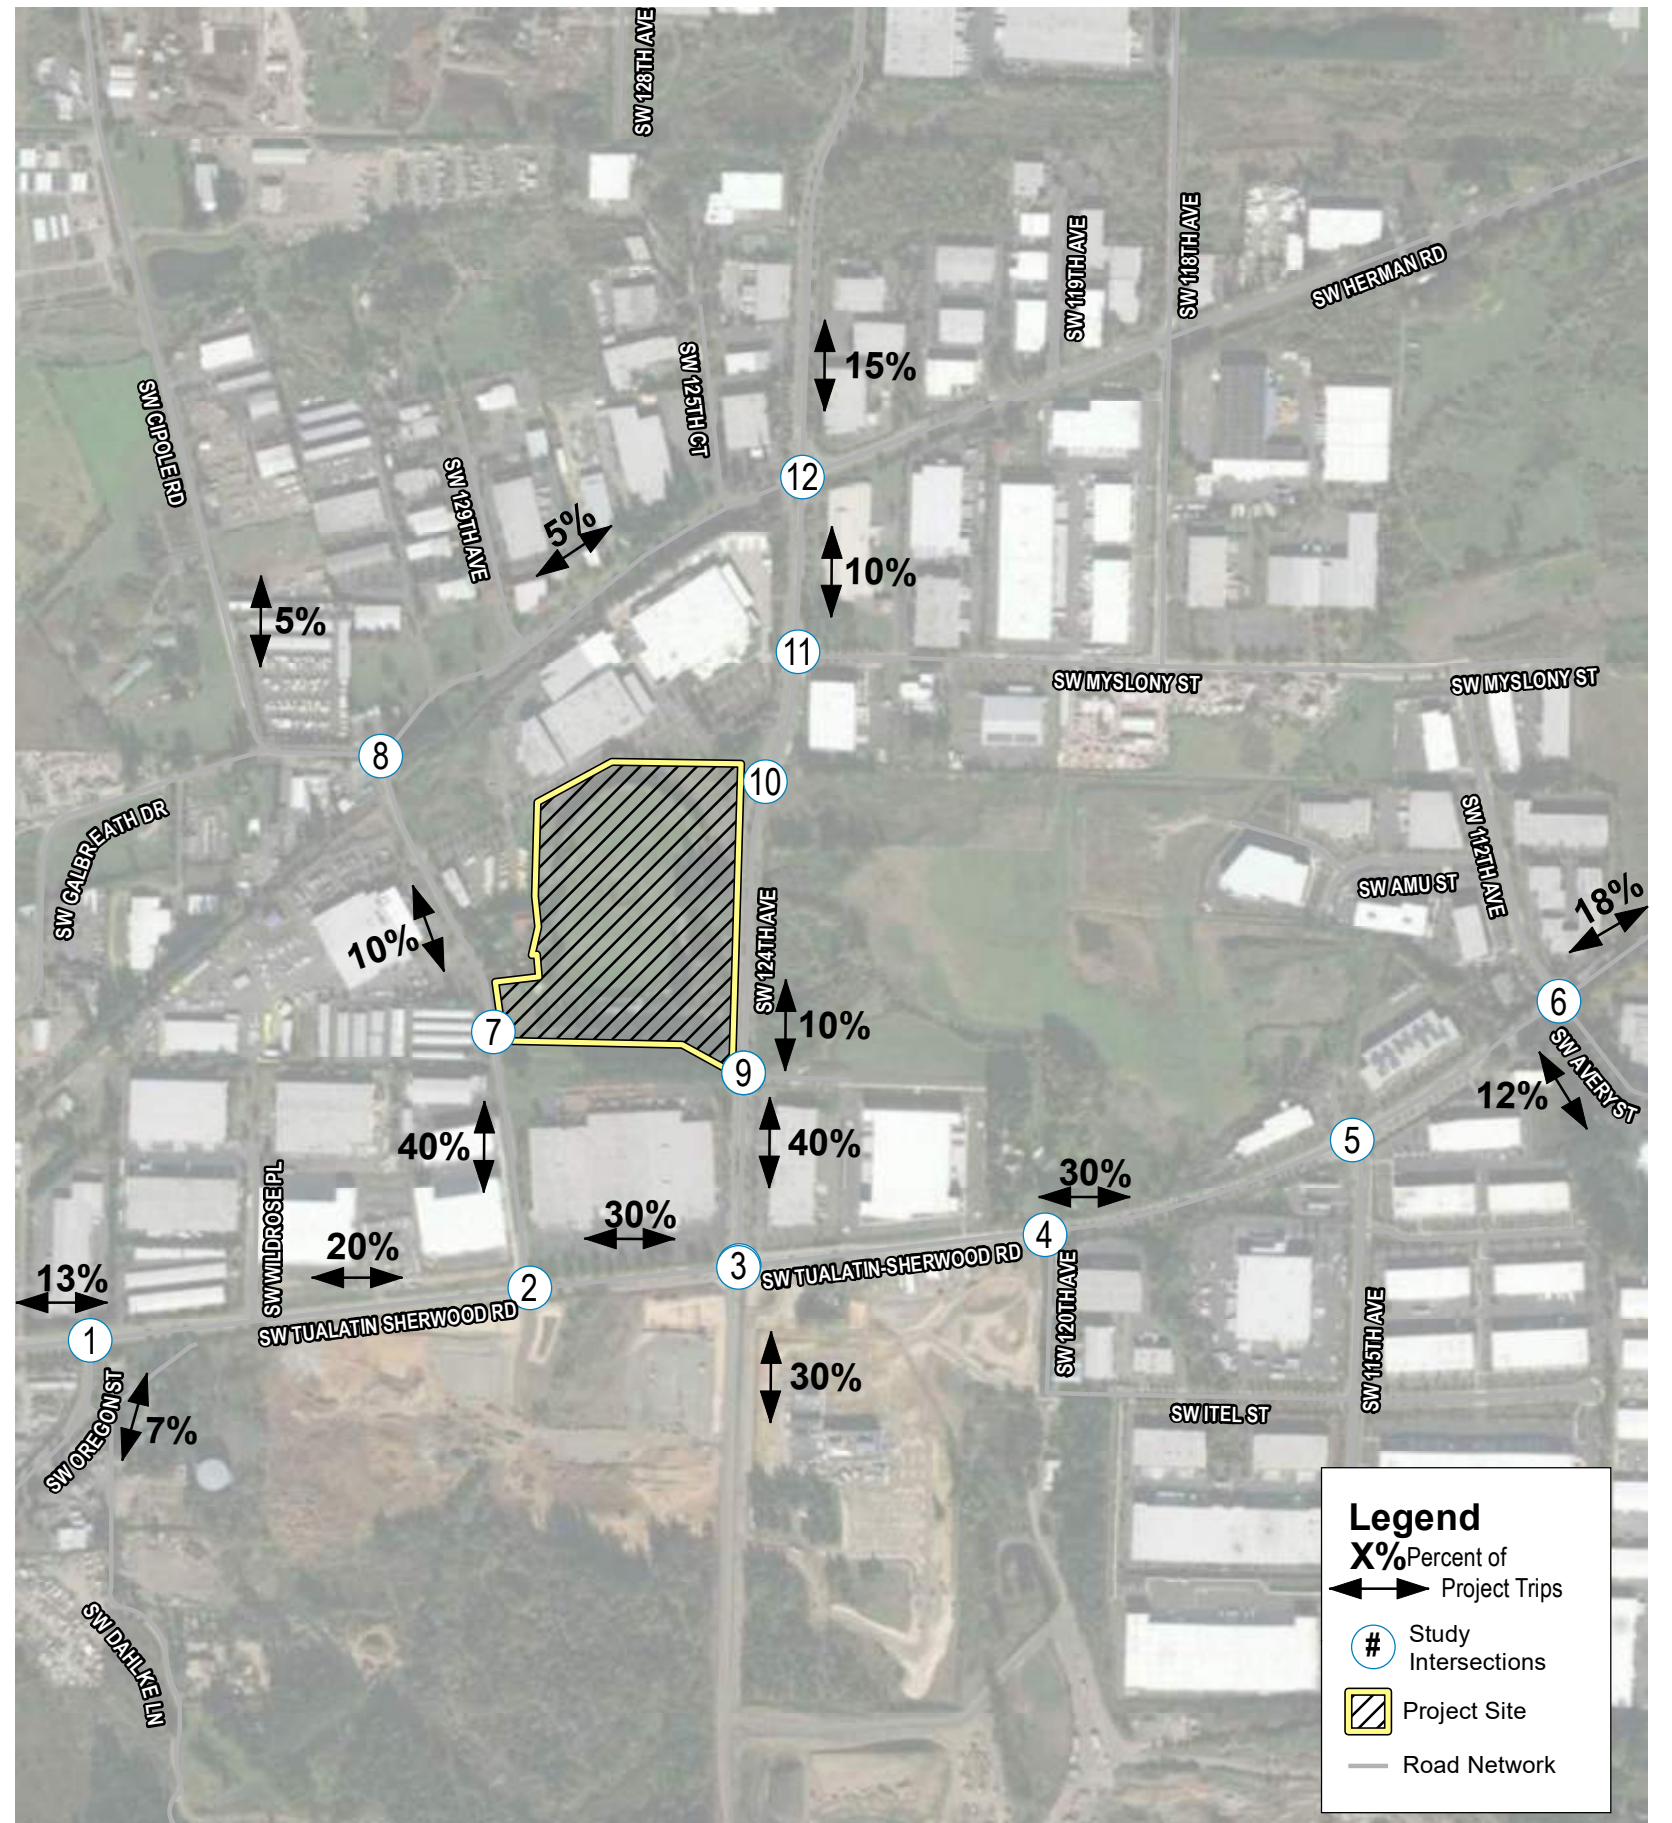 SW 128TH AVE
SW 119TH AVE
SW 118TH AVE
SW HERMAN RD
15%
SW 125TH CT
SW CIPOLE RD
SW 129TH AVE
12
5%
10%
5%
11
SW MYSLONY ST
SW MYSLONY ST
8
10
SW GALBREATH DR
SW 112TH AVE
SW AMU ST
18%
SW 124TH AVE
10%
6
7
10%
9
SW AVERY ST
12%
40%
40%
5
30%
SW WILDROSE PL
30%
20%
4
13%
3
SW TUALATIN-SHERWOOD RD
2
SW TUALATIN SHERWOOD RD
1
SW 120TH AVE
SW 115TH AVE
30%
SW OREGON ST
7%
SW ITEL ST
SW DAHLKE LN
Legend
X% Percent of
Project Trips
# Study
Intersections
Project Site
Road Network